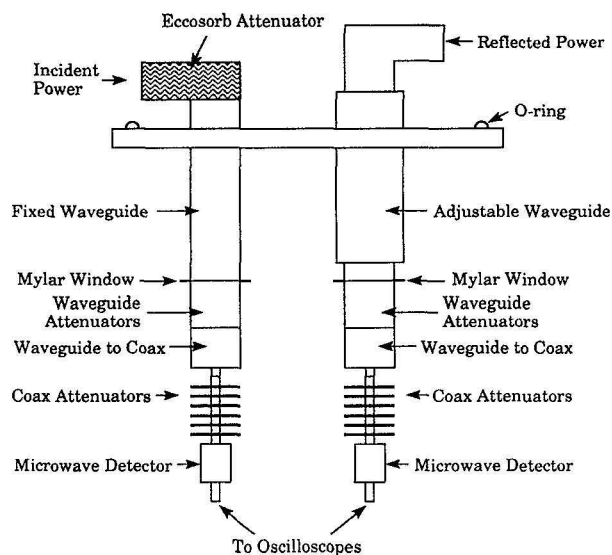 Eccosorb Attenuator
Incident
Power
Reflected Power
O-ring
Fixed Waveguide
Adjustable Waveguide
Mylar Window
Mylar Window
Waveguide
Attenuators
Waveguide
Attenuators
Waveguide to Coax
Waveguide to Coax
Coax Attenuators
Coax Attenuators
Microwave Detector
Microwave Detector
To Oscilloscopes